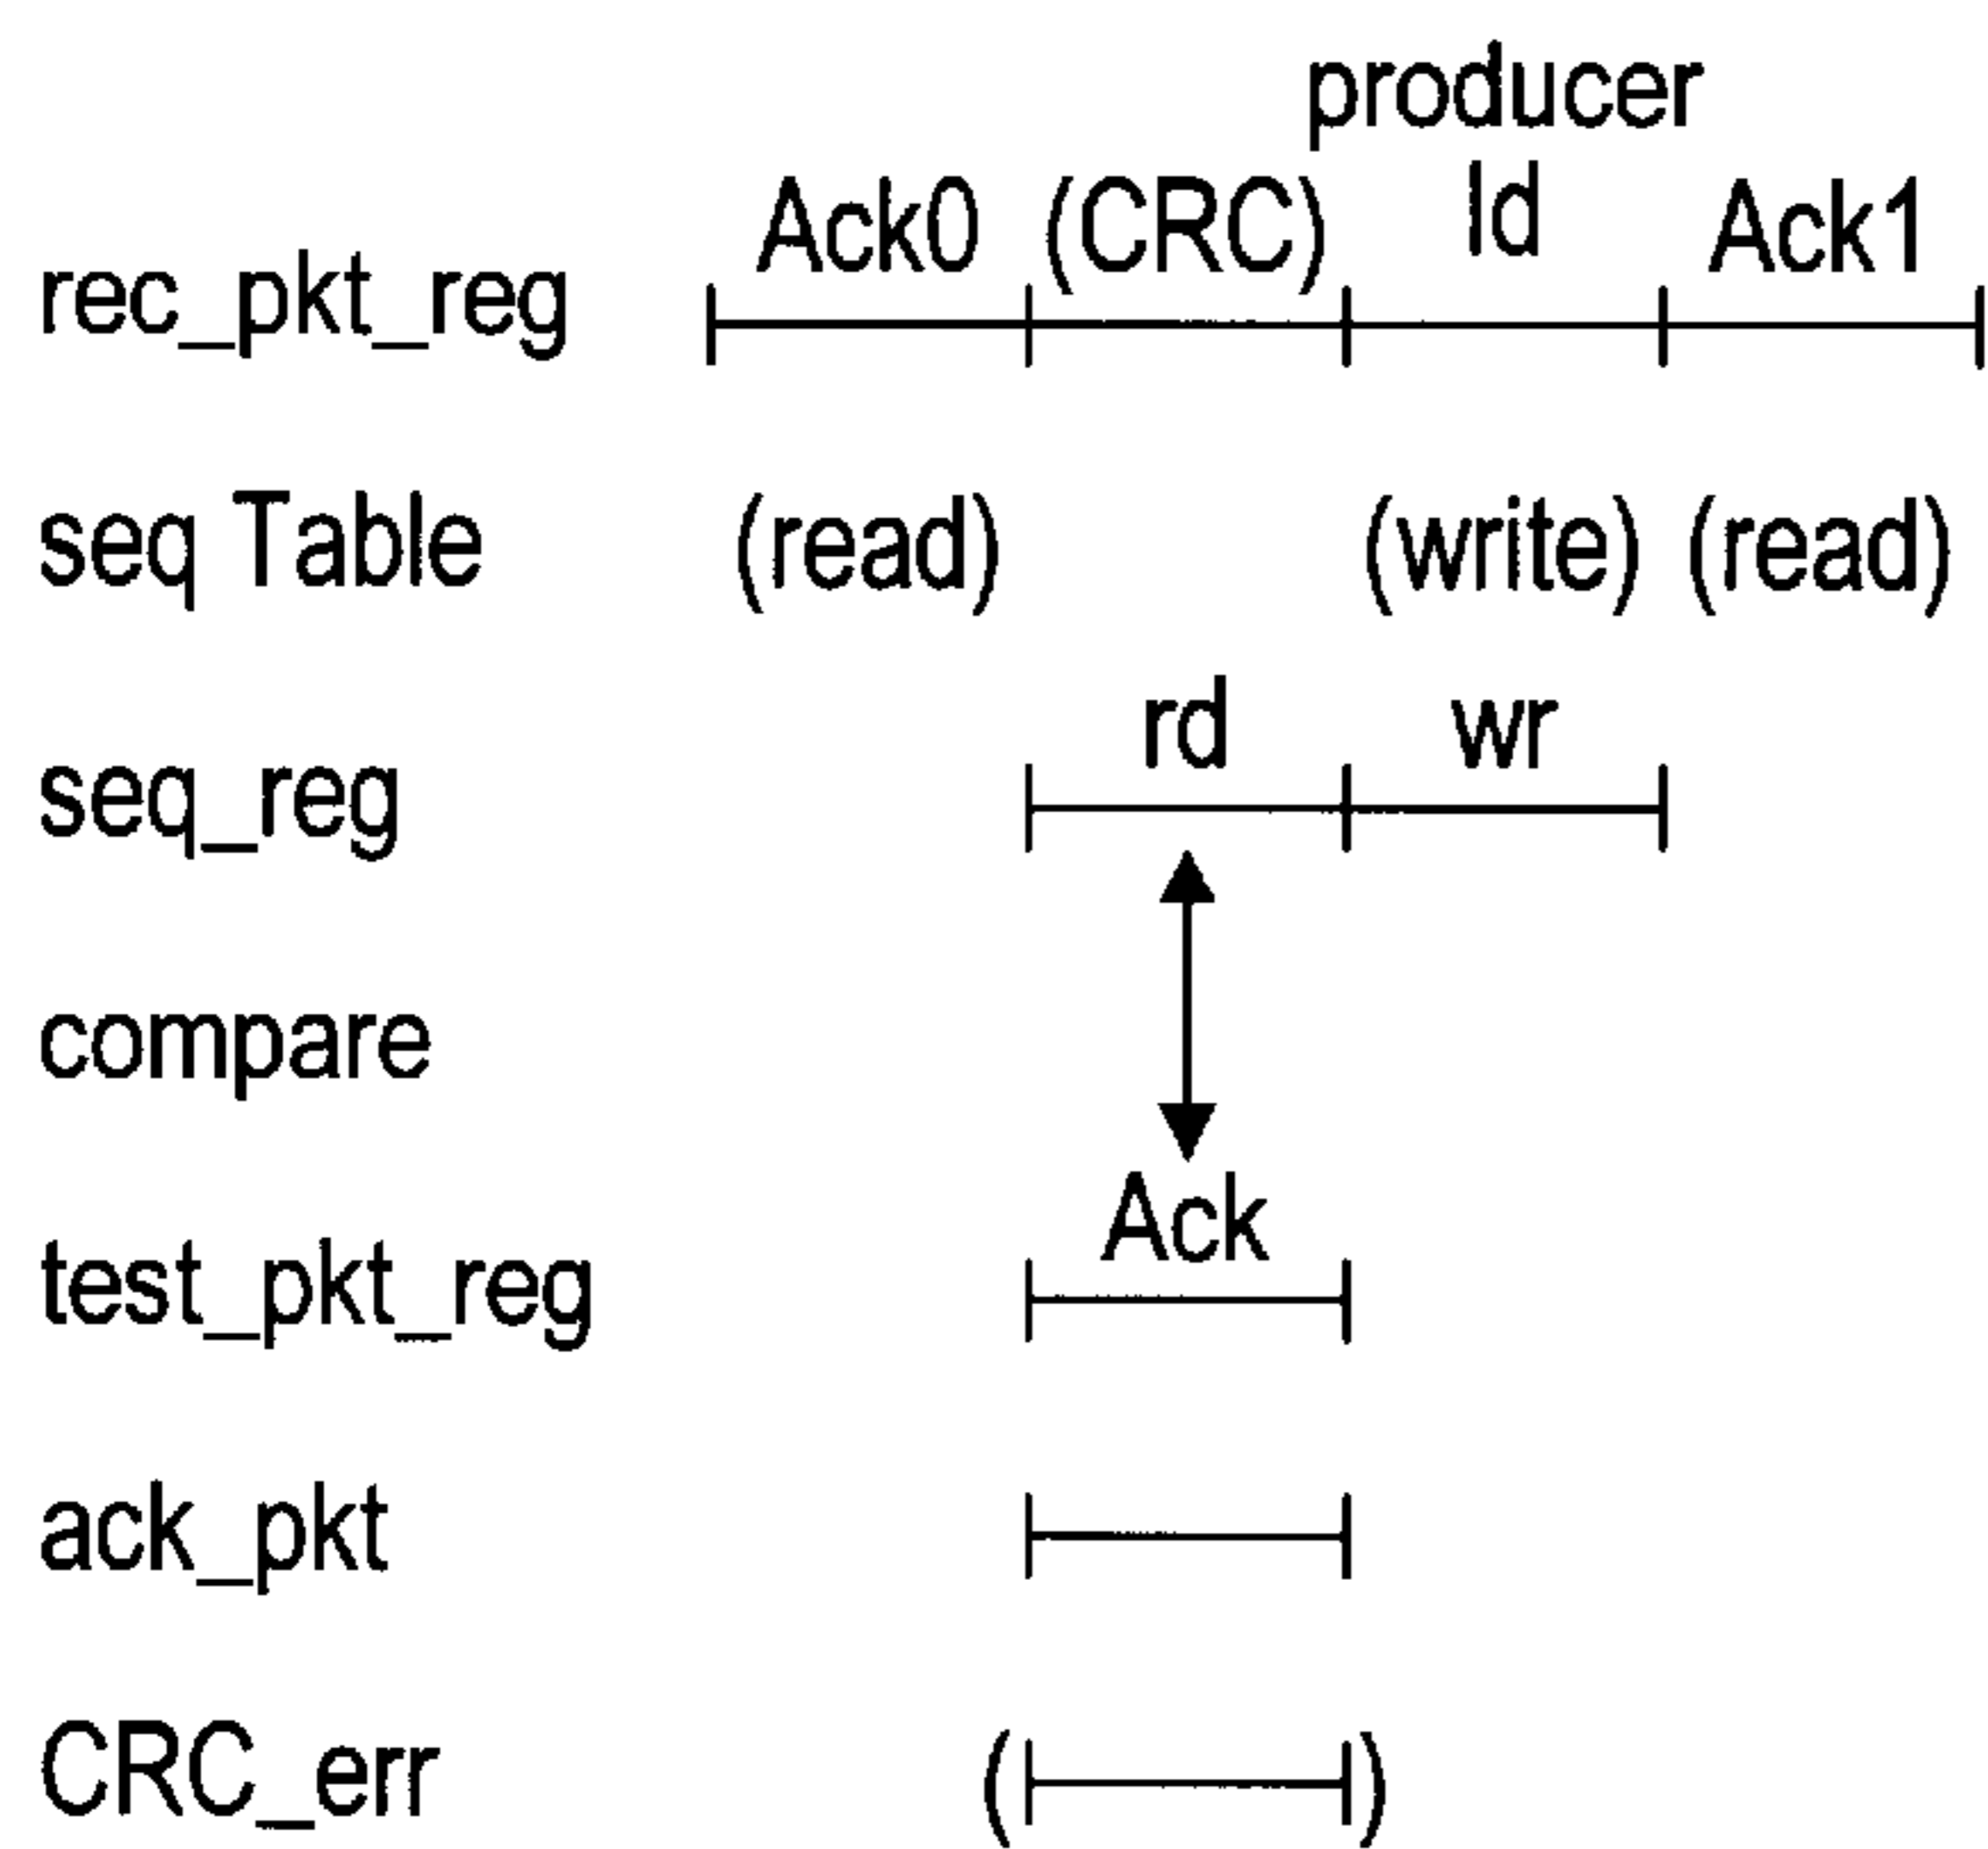 producer
Ack0 (CRC) Id Ack1
rec_pkt_reg
seq Table (read) (write) (read)
rd wr
seq_reg
compare
Ack
test_pkt_reg
ack_pkt
CRC_err ( )